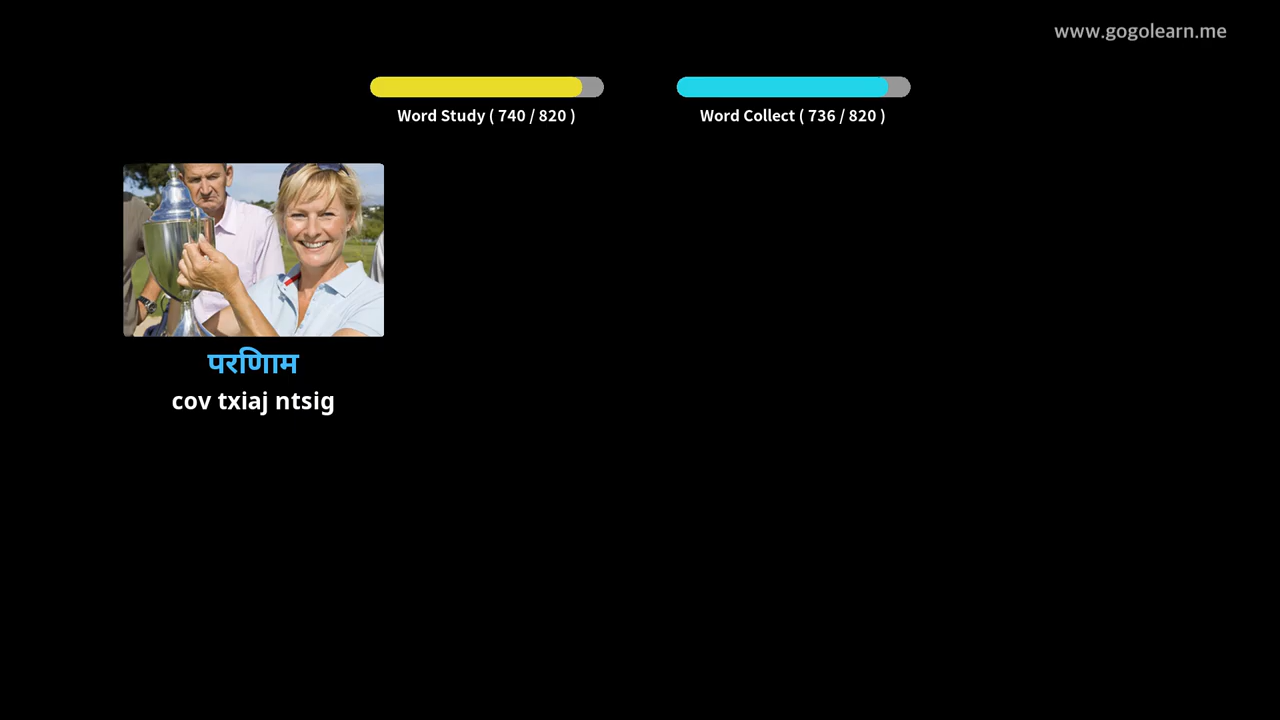 www.gogolearn.me
Word Study ( 740 / 820 )
Word Collect ( 736 / 820 )
परिणाम
cov txiaj ntsig